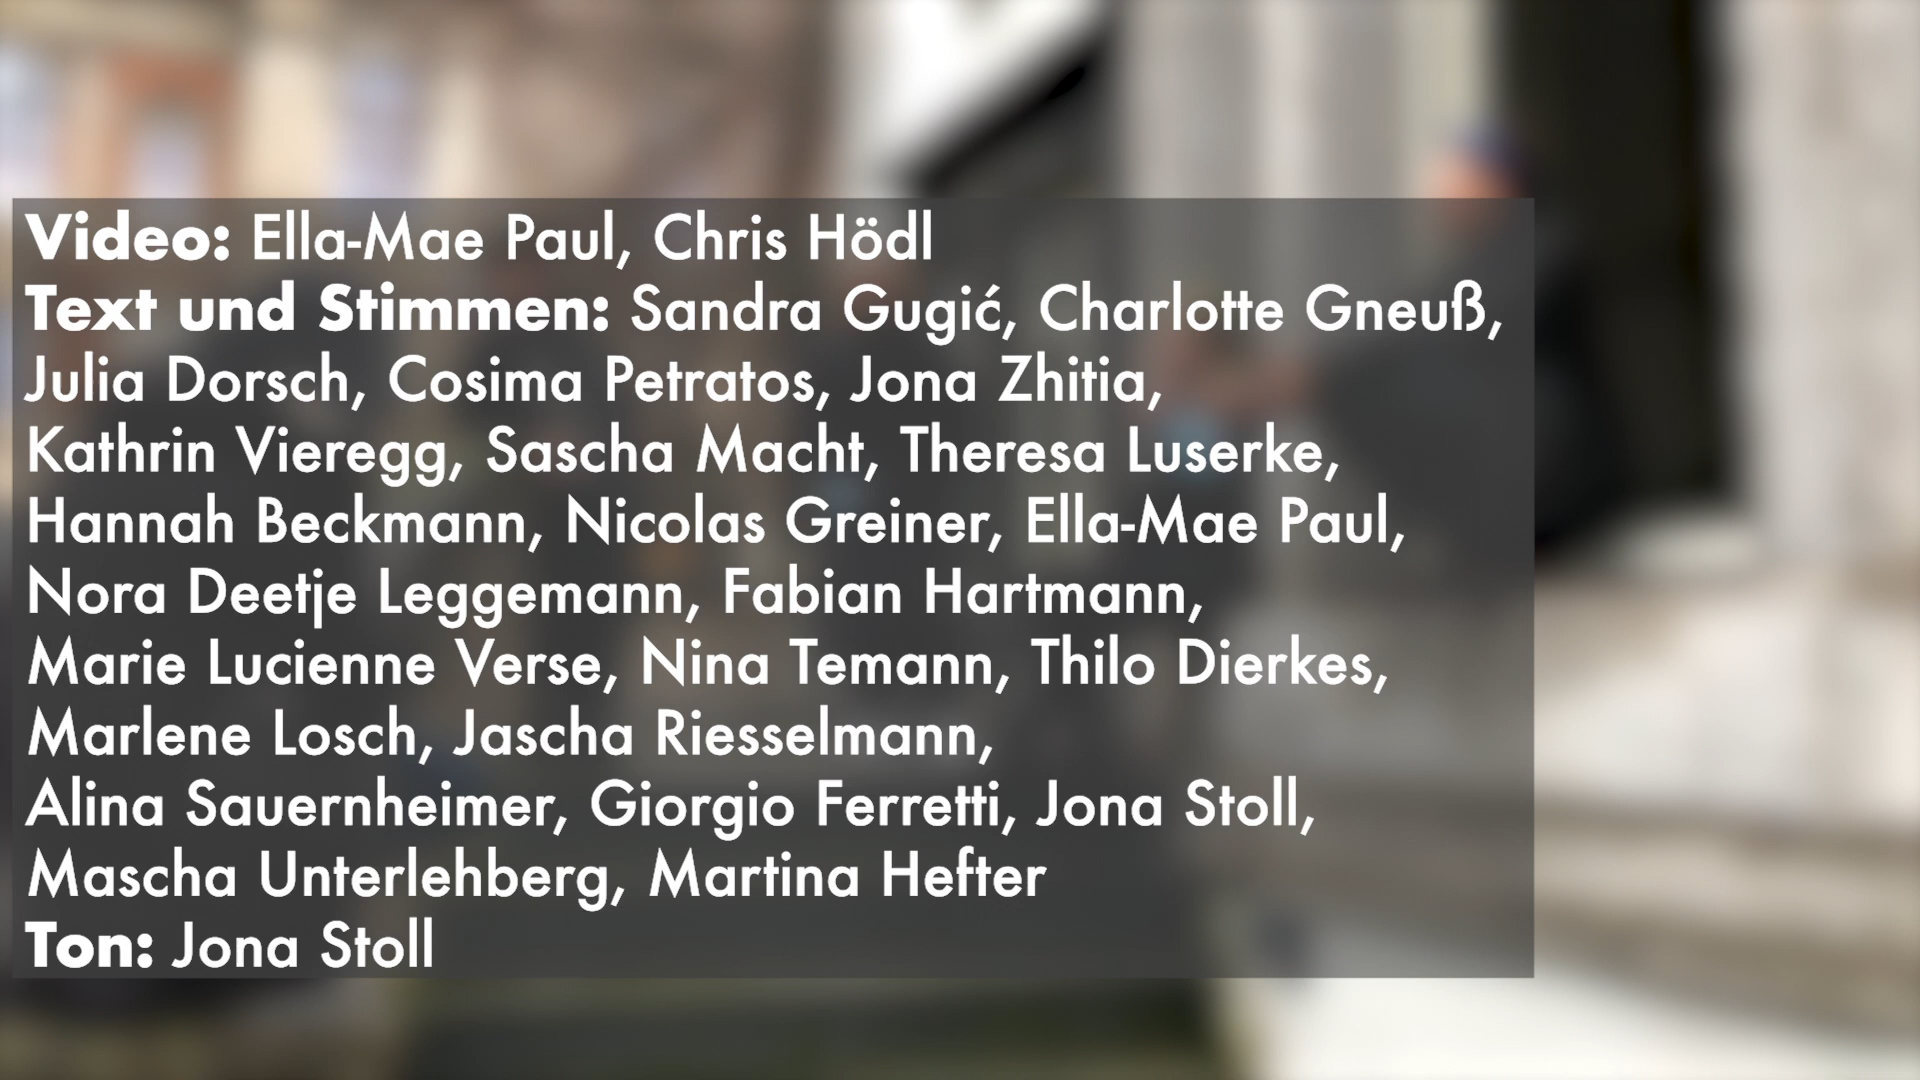 Video: Ella-Mae Paul, Chris Hödl
Text und Stimmen: Sandra Gugić, Charlotte Gneuß,
Julia Dorsch, Cosima Petratos, Jona Zhitia,
Kathrin Vieregg, Sascha Macht, Theresa Luserke,
Hannah Beckmann, Nicolas Greiner, Ella-Mae Paul,
Nora Deetje Leggemann, Fabian Hartmann,
Marie Lucienne Verse, Nina Temann, Thilo Dierkes,
Marlene Losch, Jascha Riesselmann,
Alina Sauernheimer, Giorgio Ferretti, Jona Stoll,
Mascha Unterlehberg, Martina Hefter
Ton: Jona Stoll